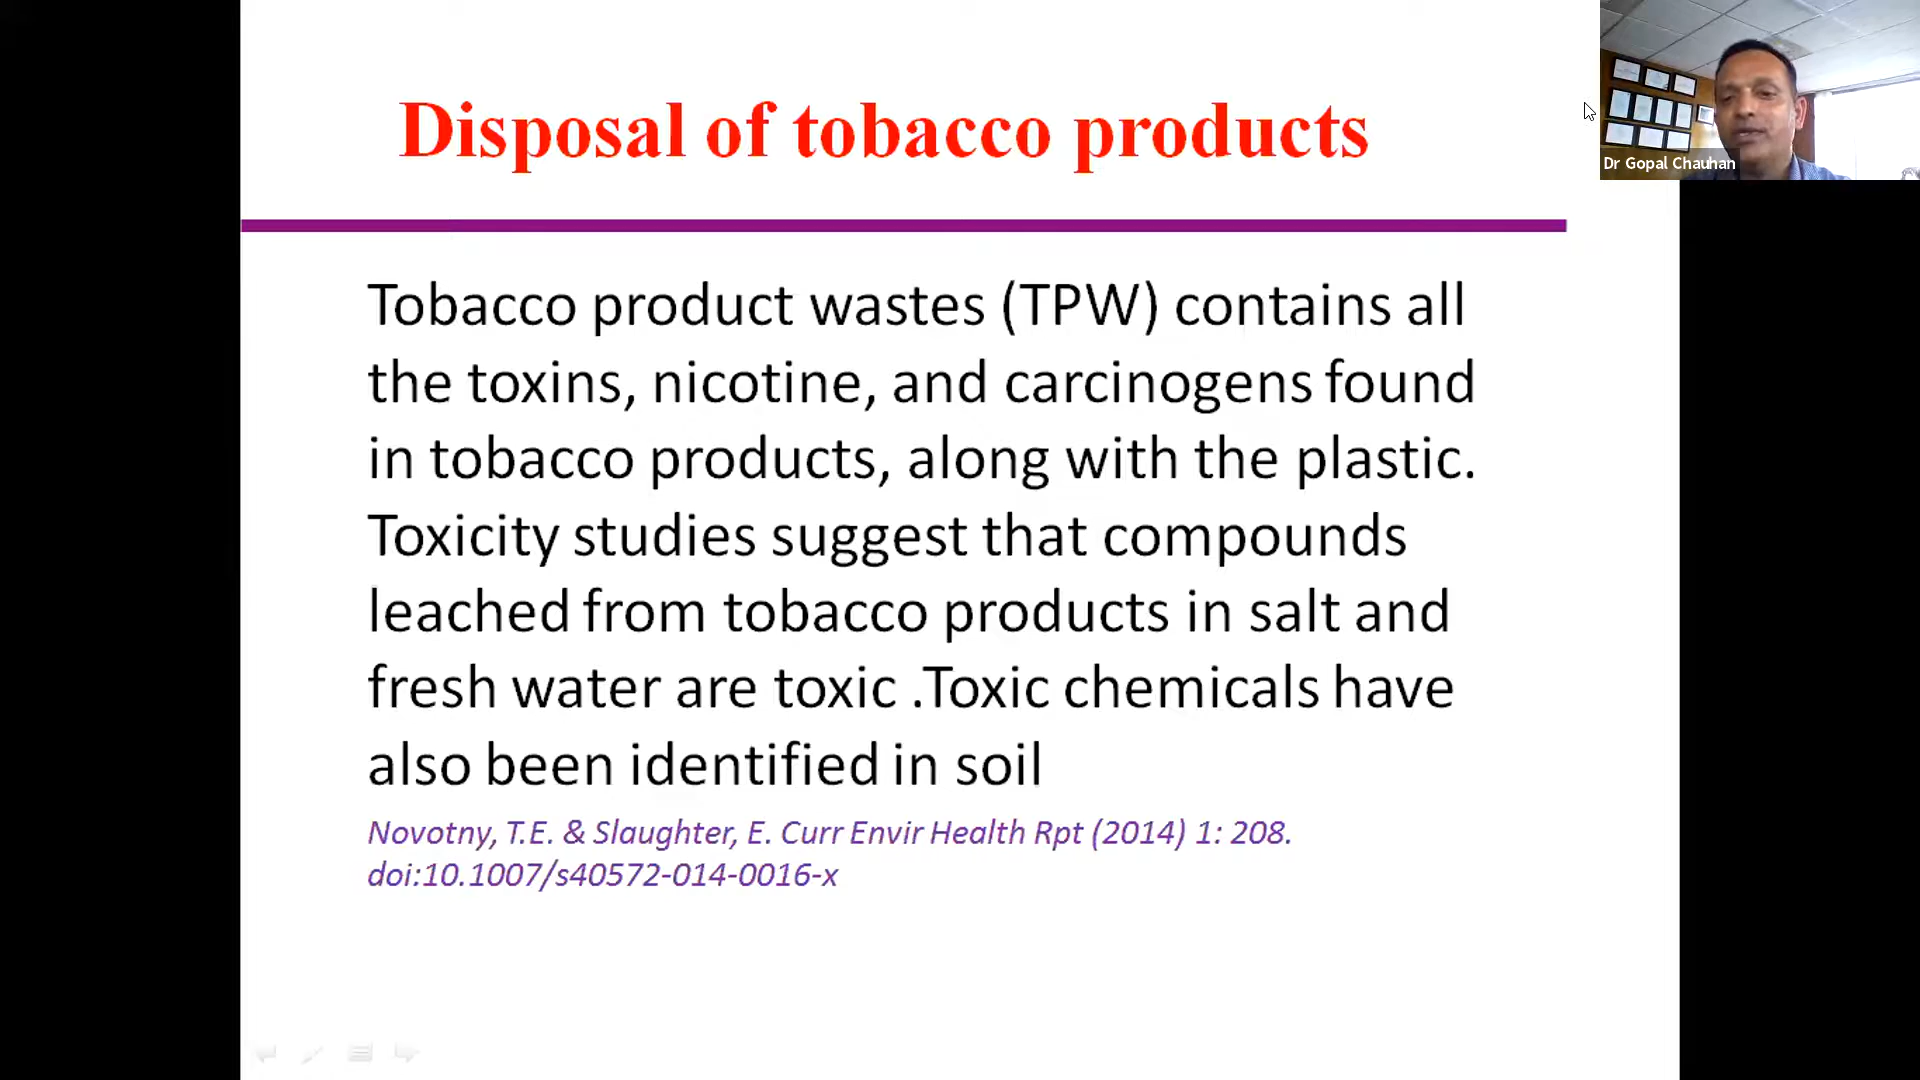 Disposal of tobacco products
Dr Gopal Chauhan
Tobacco product wastes (TPW) contains all
the toxins, nicotine, and carcinogens found
in tobacco products, along with the plastic.
Toxicity studies suggest that compounds
leached from tobacco products in salt and
fresh water are toxic .Toxic chemicals have
also been identified in soil
Novotny, T.E. & Slaughter, E. Curr Envir Health Rpt (2014) 1: 208.
doi:10.1007/s40572-014-0016-x